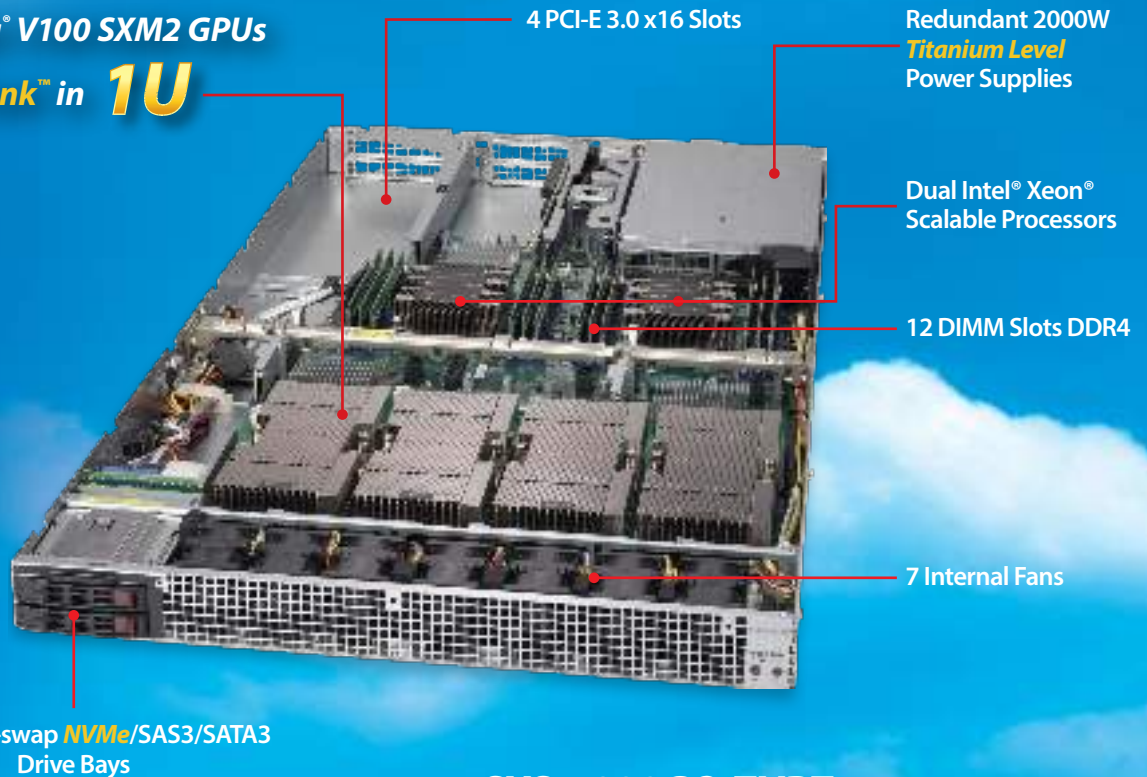 V100 SXM2 GPUs
in 1U
4 PCI-E 3.0 x16 Slots
Redundant 2000W
Titanium Level
Power Supplies
Dual Intel® Xeon®
Scalable Processors
12 DIMM Slots DDR4
7 Internal Fans
swap NVMe/SAS3/SATA3
Drive Bays